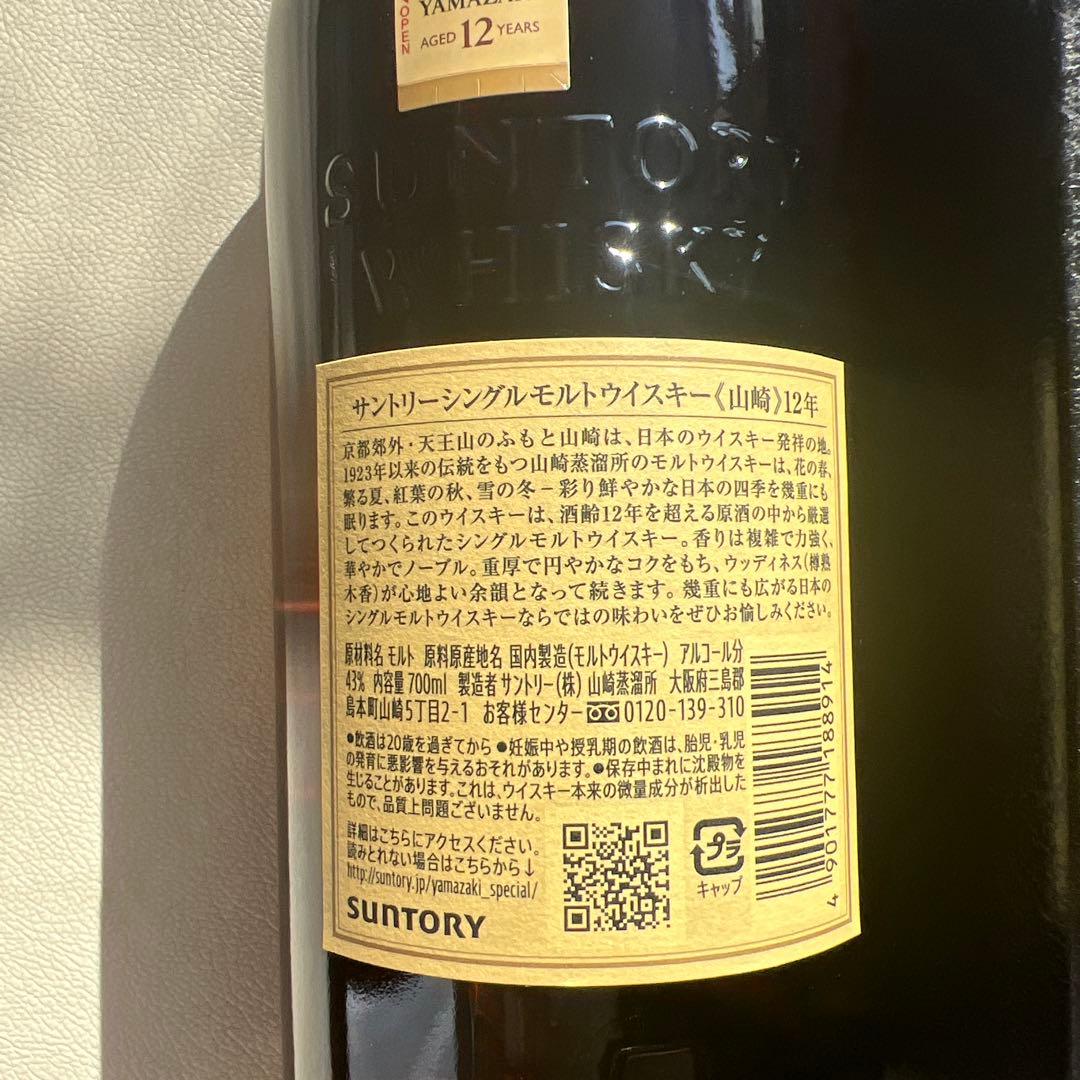 OPEN
YAMAZA
AGED 12 YEARS
SUNTORY
WHISKY
サントリーシングルモルトウイスキー《山崎》12年
京都郊外・天王山のふもと山崎は、日本のウイスキー発祥の地。
1923年以来の伝統をもつ山崎蒸溜所のモルトウイスキーは、花の春、
繁る夏、紅葉の秋、雪の冬－彩り鮮やかな日本の四季を幾重にも
眠ります。このウイスキーは、酒齢12年を超える原酒の中から厳選
してつくられたシングルモルトウイスキー。香りは複雑で力強く、
華やかでノーブル。重厚で円やかなコクをもち、ウッディネス(樽熟
木香)が心地よい余韻となって続きます。幾重にも広がる日本の
シングルモルトウイスキーならではの味わいをぜひお愉しみください。
原材料名 モルト 原料原産地名 国内製造(モルトウイスキー) アルコール分
43% 内容量 700ml 製造者 サントリー(株) 山崎蒸溜所 大阪府三島郡
島本町山崎5丁目2-1 お客様センター 0120-139-310
●飲酒は20歳を過ぎてから ●妊娠中や授乳期の飲酒は、胎児・乳児
の発育に悪影響を与えるおそれがあります。●保存中まれに沈殿物を
生じることがあります。これは、ウイスキー本来の微量成分が析出した
もので、品質上問題ございません。
詳細はこちらにアクセスください。
読みとれない場合はこちらから↓
http://suntory.jp/yamazaki_special/
SUNTORY
プラ
キャップ
4 901777 188914